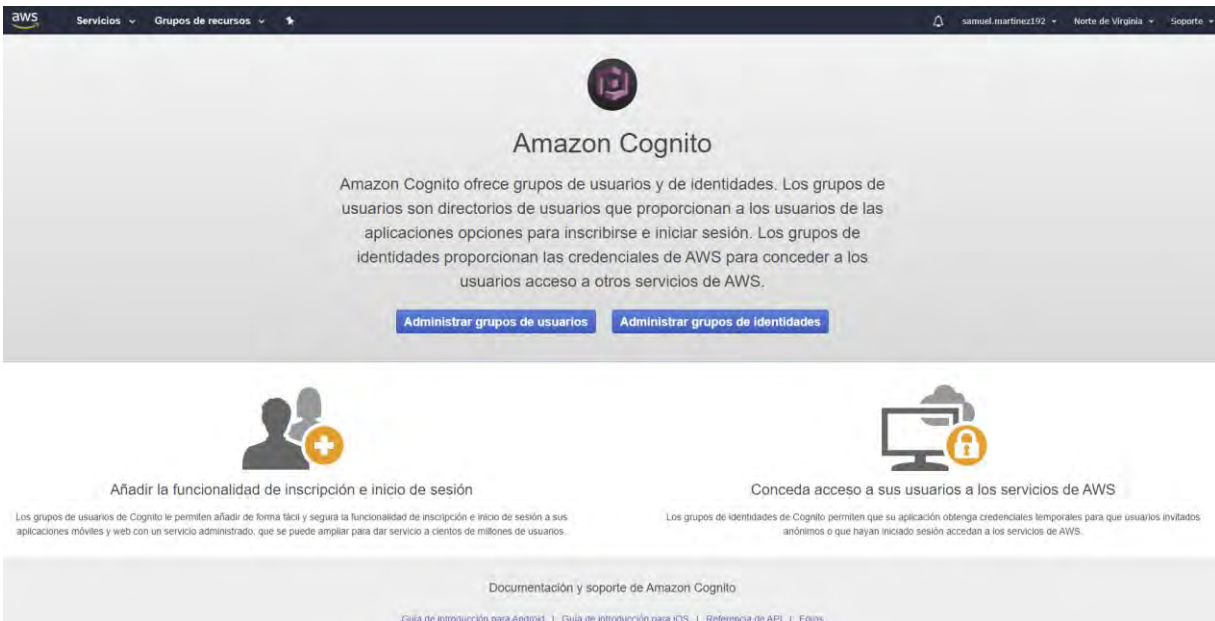 aws Servicios Grupos de recursos samuel.martinez192 Norte de Virginia Soporte
Amazon Cognito
Amazon Cognito ofrece grupos de usuarios y de identidades. Los grupos de
usuarios son directorios de usuarios que proporcionan a los usuarios de las
aplicaciones opciones para inscribirse e iniciar sesión. Los grupos de
identidades proporcionan las credenciales de AWS para conceder a los
usuarios acceso a otros servicios de AWS.
Administrar grupos de usuarios Administrar grupos de identidades
Añadir la funcionalidad de inscripción e inicio de sesión
Los grupos de usuarios de Cognito le permiten añadir de forma fácil y segura la funcionalidad de inscripción e inicio de sesión a sus
aplicaciones móviles y web con un servicio administrado, que se puede ampliar para dar servicio a cientos de millones de usuarios.
Conceda acceso a sus usuarios a los servicios de AWS
Los grupos de identidades de Cognito permiten que su aplicación obtenga credenciales temporales para que usuarios invitados
anónimos o que hayan iniciado sesión accedan a los servicios de AWS.
Documentación y soporte de Amazon Cognito
Guía de introducción para Android | Guía de introducción para iOS | Referencia de API | Foros